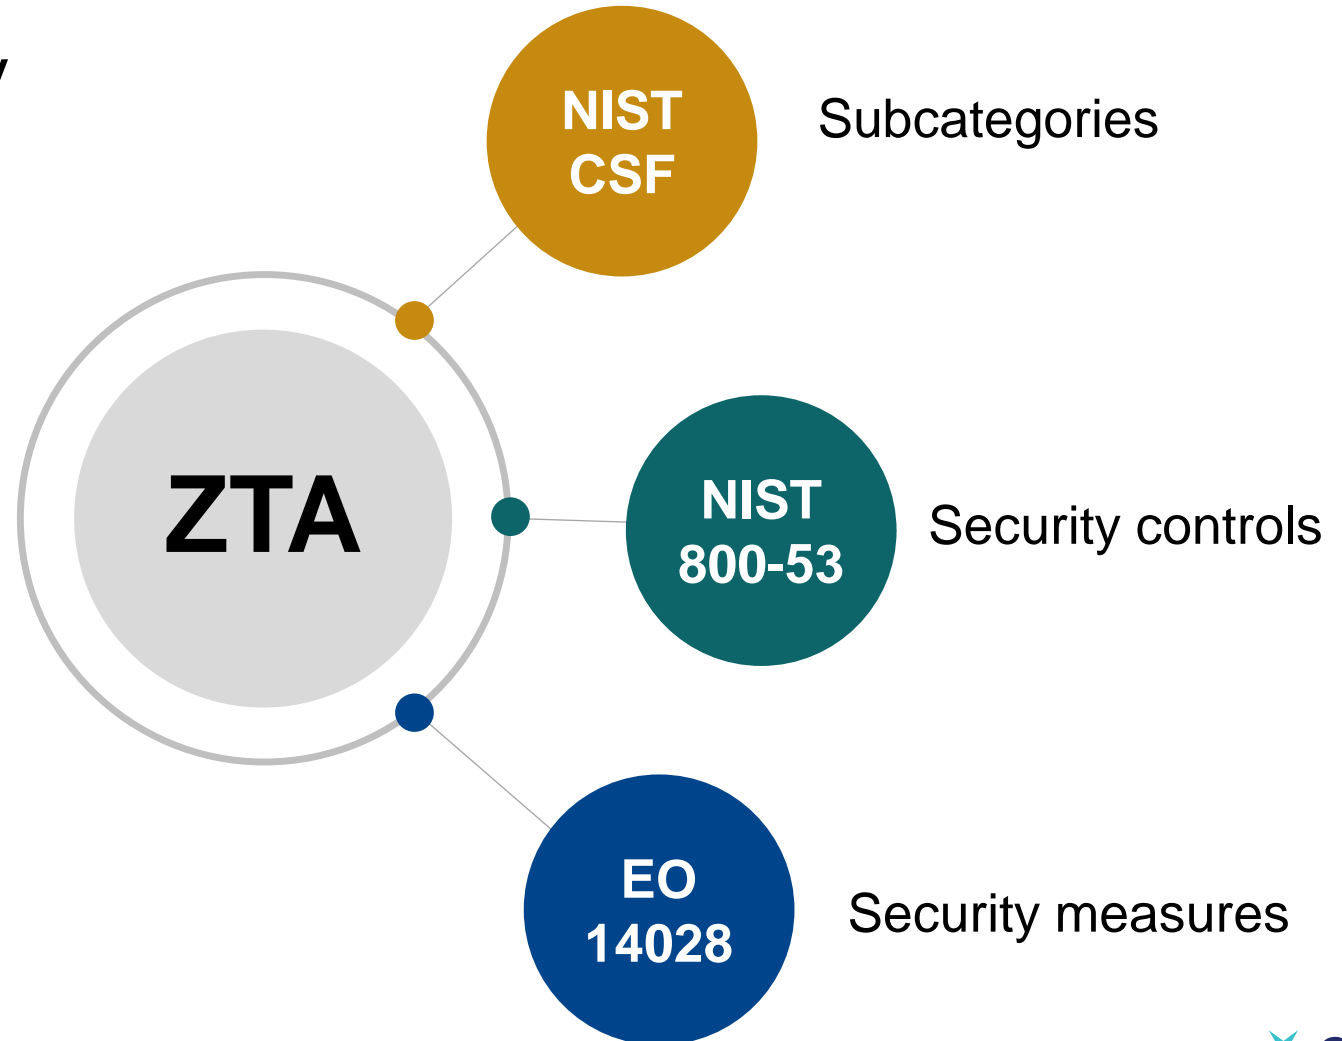 NIST
CSF
Subcategories
ZTA
NIST
800-53
Security controls
EO
14028
Security measures